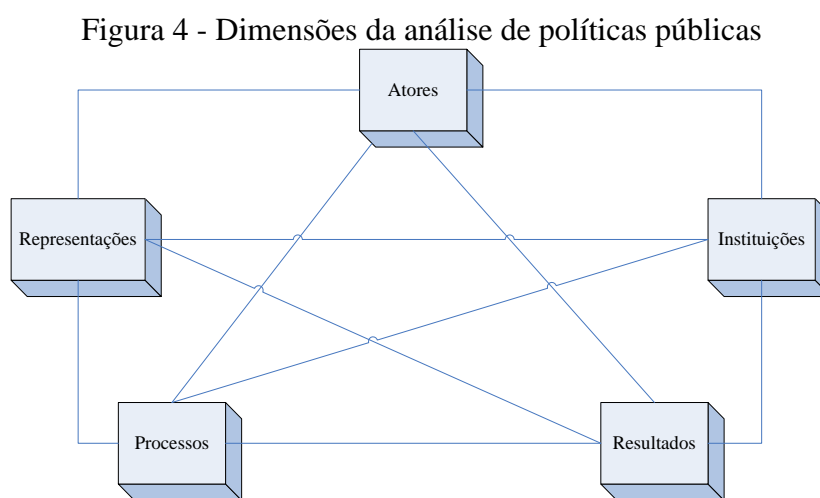 Figura 4 - Dimensões da análise de políticas públicas
Atores
Representações
Instituições
Processos
Resultados